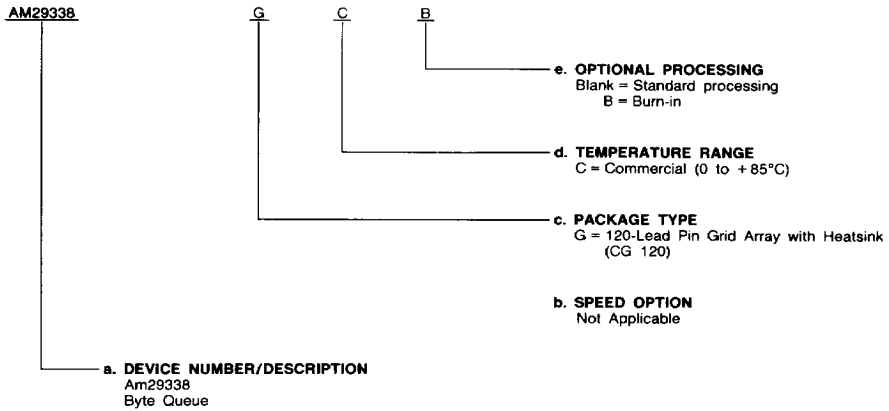 AM29338 G C B
e. OPTIONAL PROCESSING
Blank = Standard processing
B = Burn-in
d. TEMPERATURE RANGE
C = Commercial (0 to +85°C)
c. PACKAGE TYPE
G = 120-Lead Pin Grid Array with Heatsink
(CG 120)
b. SPEED OPTION
Not Applicable
a. DEVICE NUMBER/DESCRIPTION
Am29338
Byte Queue